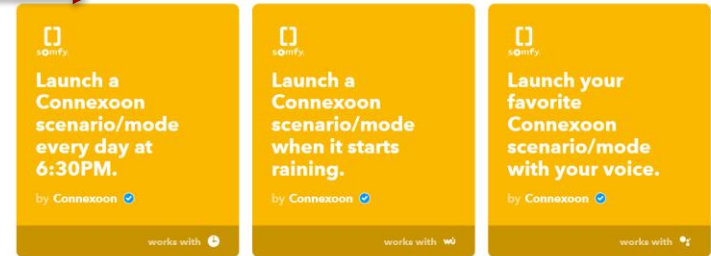 somfy.
Launch a
Connexoon
scenario/mode
every day at
6:30PM.
by Connexoon
works with
somfy.
Launch a
Connexoon
scenario/mode
when it starts
raining.
by Connexoon
works with wu
somfy.
Launch your
favorite
Connexoon
scenario/mode
with your voice.
by Connexoon
works with